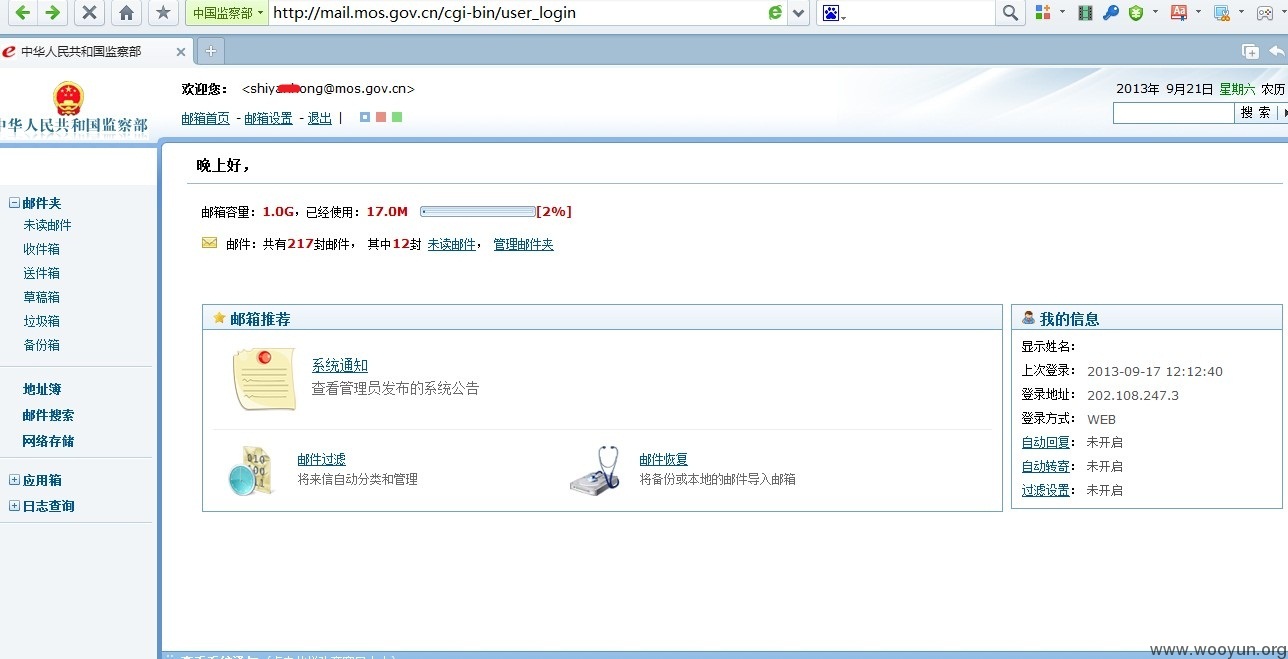 中国监察部
http://mail.mos.gov.cn/cgi-bin/user_login
中华人民共和国监察部
中华人民共和国监察部
欢迎您： <shiya ong@mos.gov.cn>
邮箱首页 - 邮箱设置 - 退出 |
2013年 9月21日 星期六 农历
搜 索 |
晚上好，
邮箱容量：1.0G，已经使用：17.0M [2%]
邮件：共有217封邮件， 其中12封 未读邮件， 管理邮件夹
邮件夹
未读邮件
收件箱
送件箱
草稿箱
垃圾箱
备份箱
地址簿
邮件搜索
网络存储
应用箱
日志查询
邮箱推荐
系统通知
查看管理员发布的系统公告
邮件过滤
将来信自动分类和管理
邮件恢复
将备份或本地的邮件导入邮箱
我的信息
显示姓名：
上次登录： 2013-09-17 12:12:40
登录地址： 202.108.247.3
登录方式： WEB
自动回复： 未开启
自动转寄： 未开启
过滤设置： 未开启
www.wooyun.org